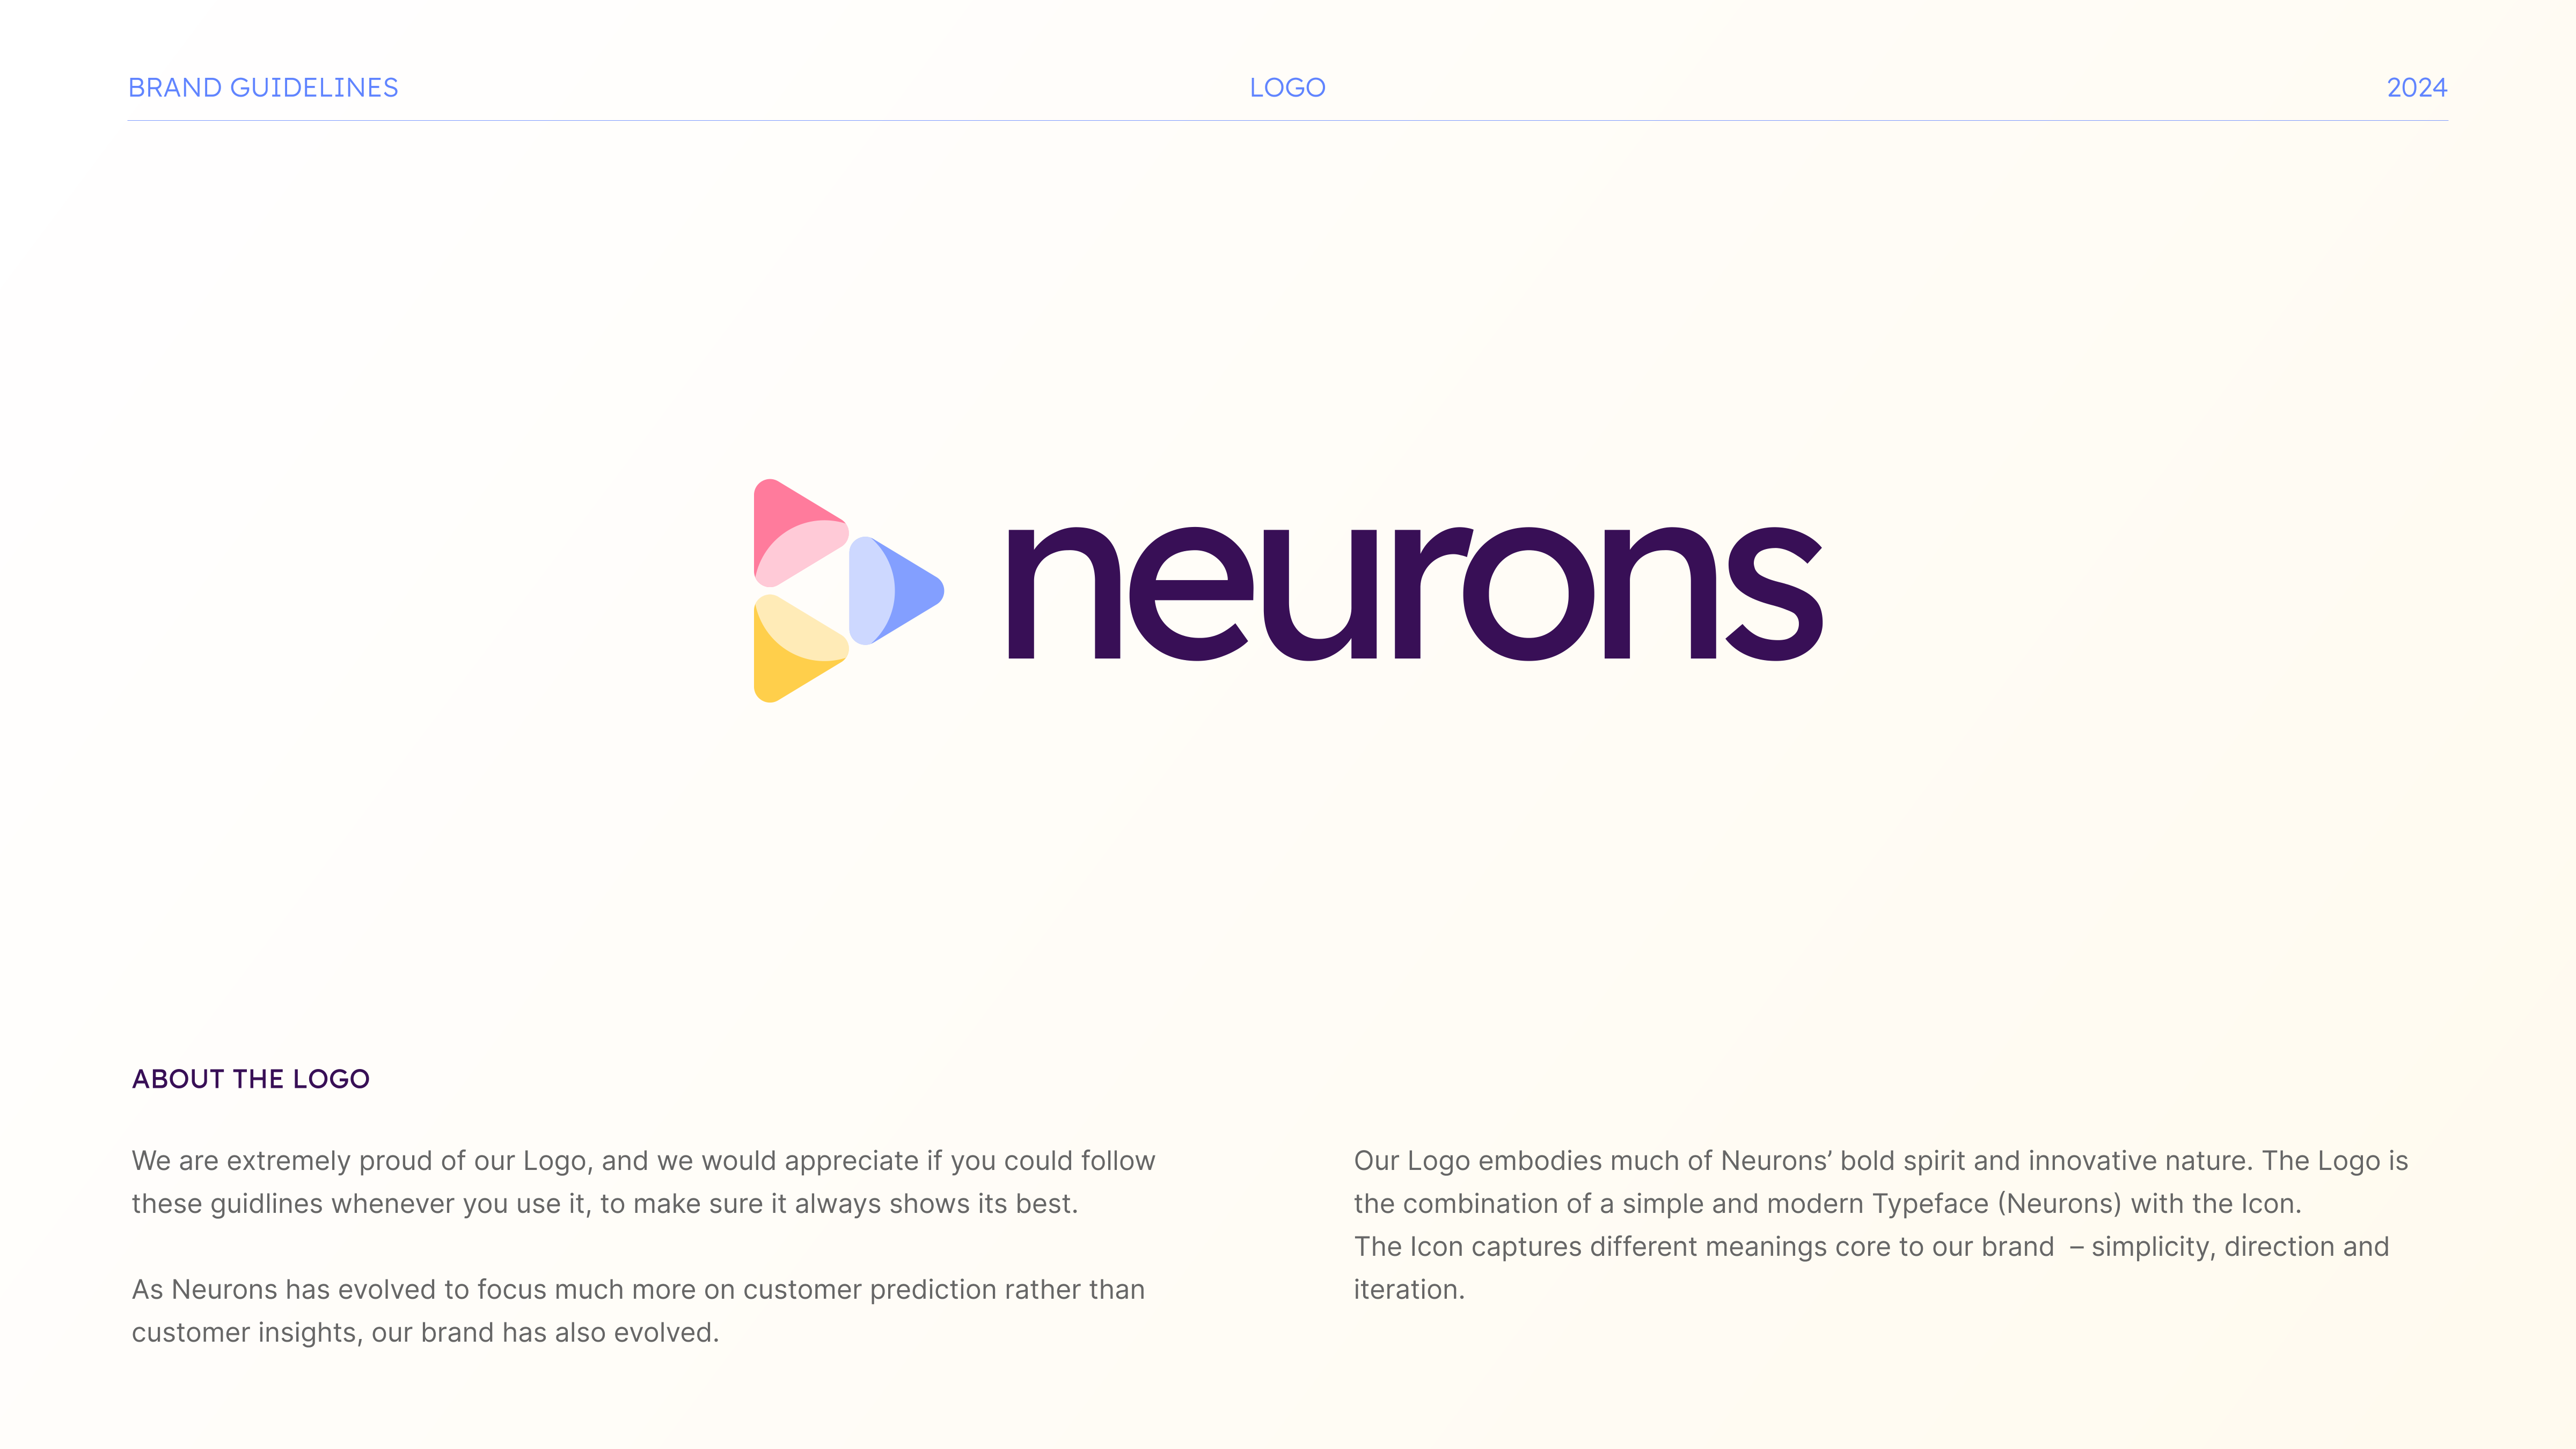 BRAND GUIDELINES
LOGO
2024
neurons
ABOUT THE LOGO
We are extremely proud of our Logo, and we would appreciate if you could follow
these guidlines whenever you use it, to make sure it always shows its best.
As Neurons has evolved to focus much more on customer prediction rather than
customer insights, our brand has also evolved.
Our Logo embodies much of Neurons’ bold spirit and innovative nature. The Logo is
the combination of a simple and modern Typeface (Neurons) with the Icon.
The Icon captures different meanings core to our brand  – simplicity, direction and
iteration.